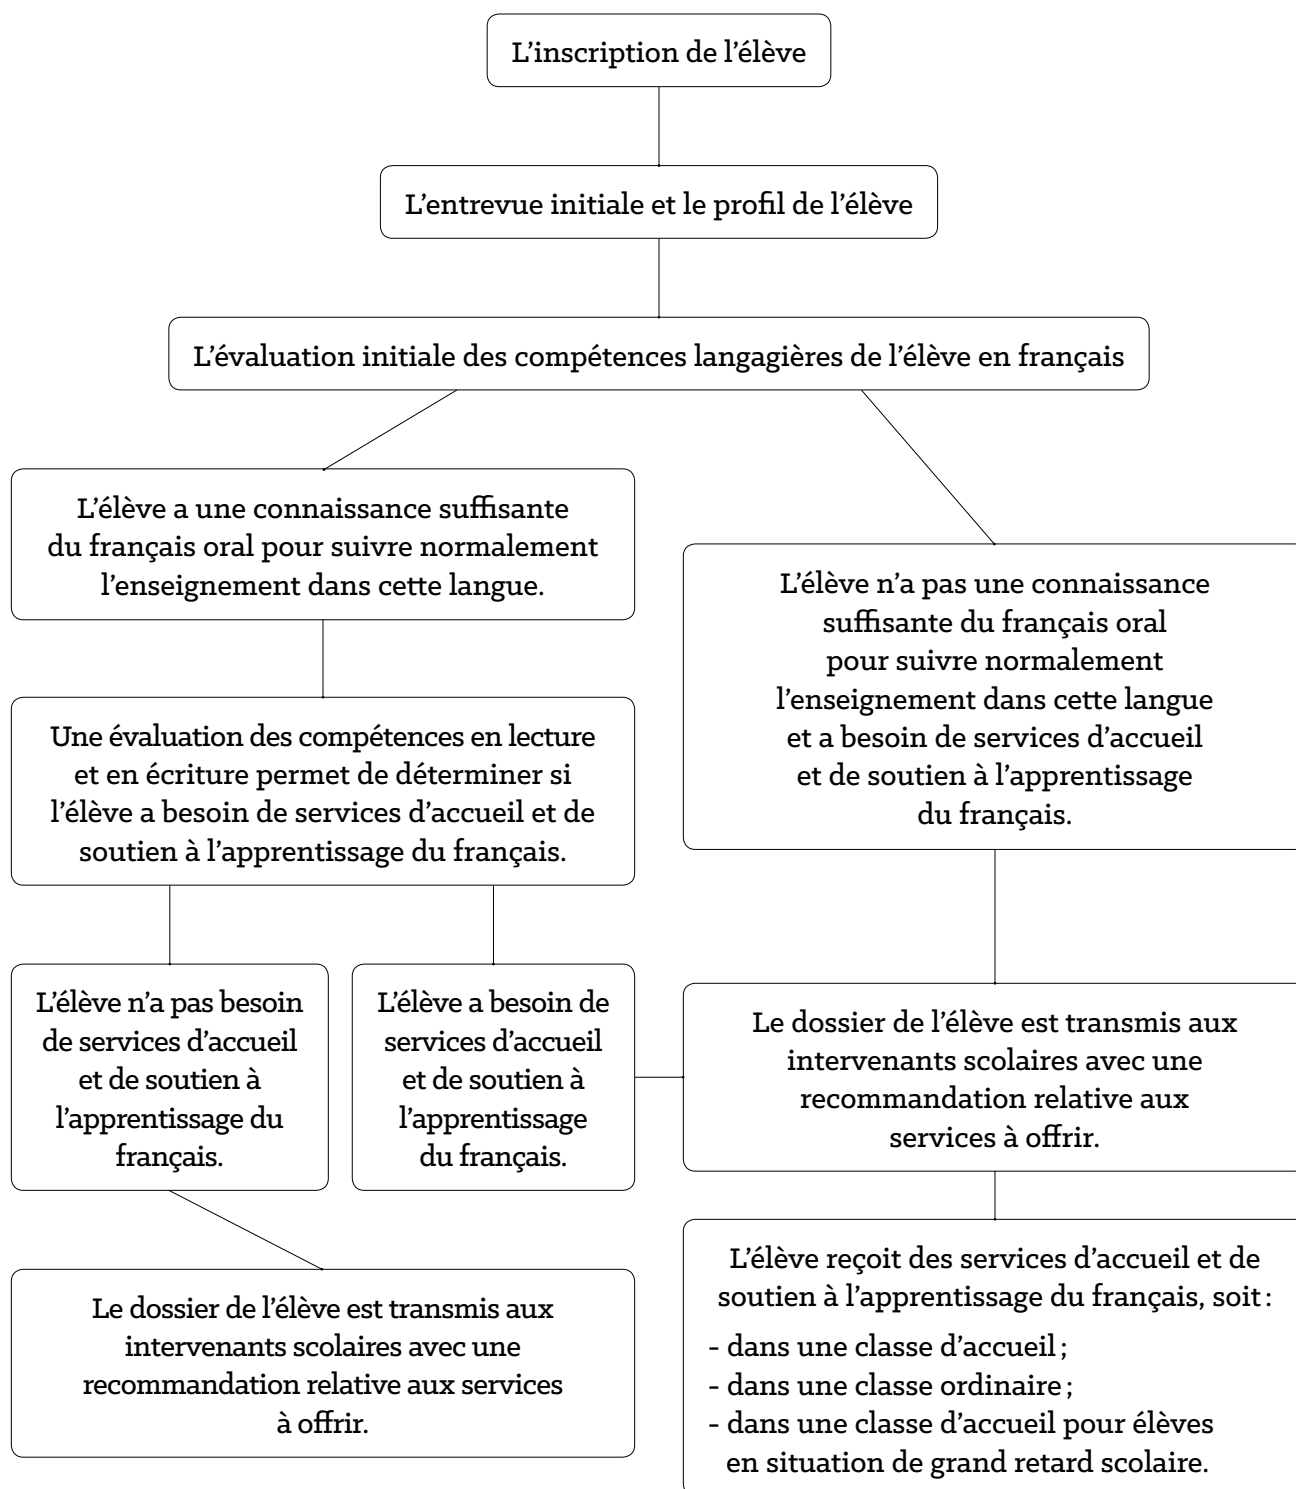 L’inscription de l’élève
L’entrevue initiale et le profil de l’élève
L’évaluation initiale des compétences langagières de l’élève en français
L’élève a une connaissance suffisante
du français oral pour suivre normalement
l’enseignement dans cette langue.
L’élève n’a pas une connaissance
suffisante du français oral
pour suivre normalement
l’enseignement dans cette langue
et a besoin de services d’accueil
et de soutien à l’apprentissage
du français.
Une évaluation des compétences en lecture
et en écriture permet de déterminer si
l’élève a besoin de services d’accueil et de
soutien à l’apprentissage du français.
L’élève n’a pas besoin
de services d’accueil
et de soutien à
l’apprentissage du
français.
L’élève a besoin de
services d’accueil
et de soutien à
l’apprentissage
du français.
Le dossier de l’élève est transmis aux
intervenants scolaires avec une
recommandation relative aux
services à offrir.
Le dossier de l’élève est transmis aux
intervenants scolaires avec une
recommandation relative aux services
à offrir.
L’élève reçoit des services d’accueil et de
soutien à l’apprentissage du français, soit :
- dans une classe d’accueil ;
- dans une classe ordinaire ;
- dans une classe d’accueil pour élèves
en situation de grand retard scolaire.